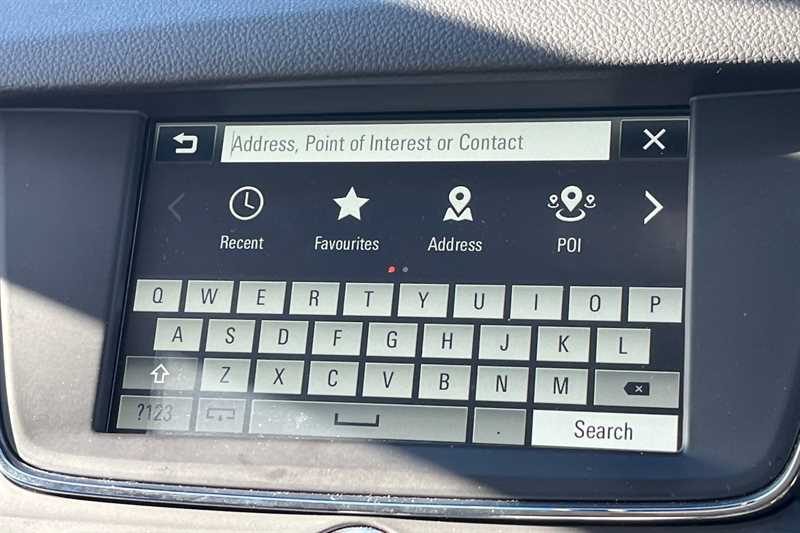 Address, Point of Interest or Contact
Recent Favourites Address POI
Q W E R T Y U I O P
A S D F G H J K L
Z X C V B N M
?123 . Search